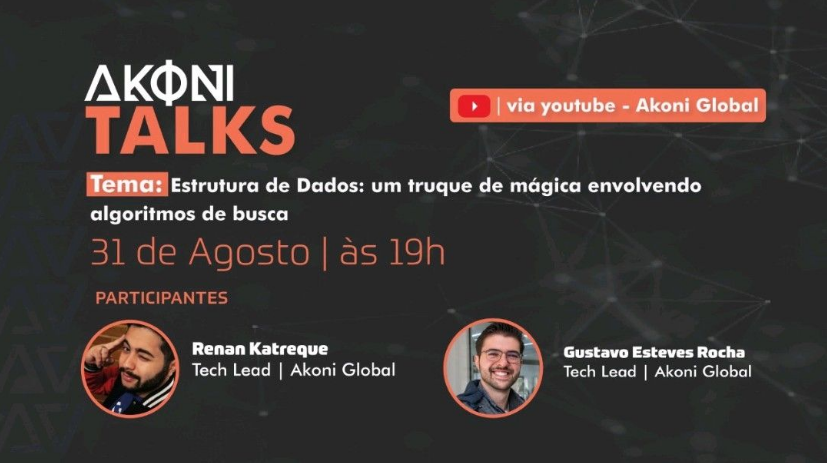 AKONI
TALKS
| via youtube - Akoni Global
Tema: Estrutura de Dados: um truque de mágica envolvendo
algoritmos de busca
31 de Agosto | às 19h
PARTICIPANTES
Renan Katreque
Tech Lead | Akoni Global
Gustavo Esteves Rocha
Tech Lead | Akoni Global